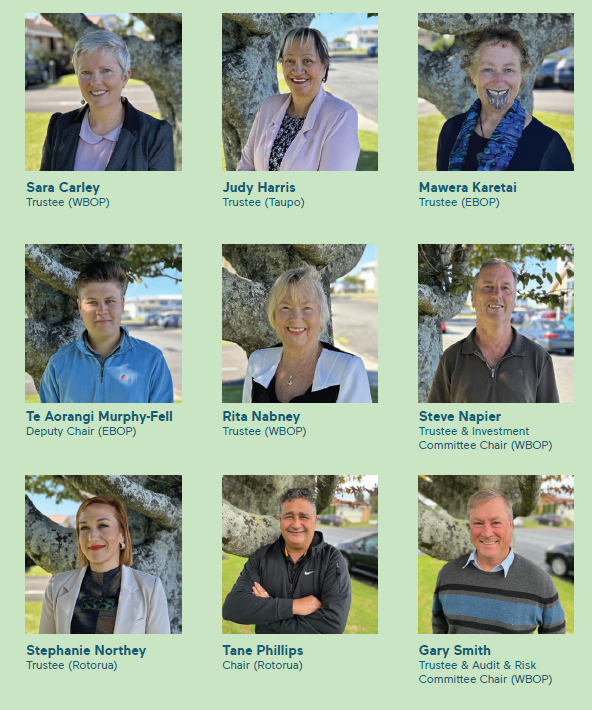 Sara Carley
Trustee (WBOP)
Judy Harris
Trustee (Taupo)
Mawera Karetai
Trustee (EBOP)
Te Aorangi Murphy-Fell
Deputy Chair (EBOP)
Rita Nabney
Trustee (WBOP)
Steve Napier
Trustee & Investment
Committee Chair (WBOP)
Stephanie Northey
Trustee (Rotorua)
Tane Phillips
Chair (Rotorua)
Gary Smith
Trustee & Audit & Risk
Committee Chair (WBOP)